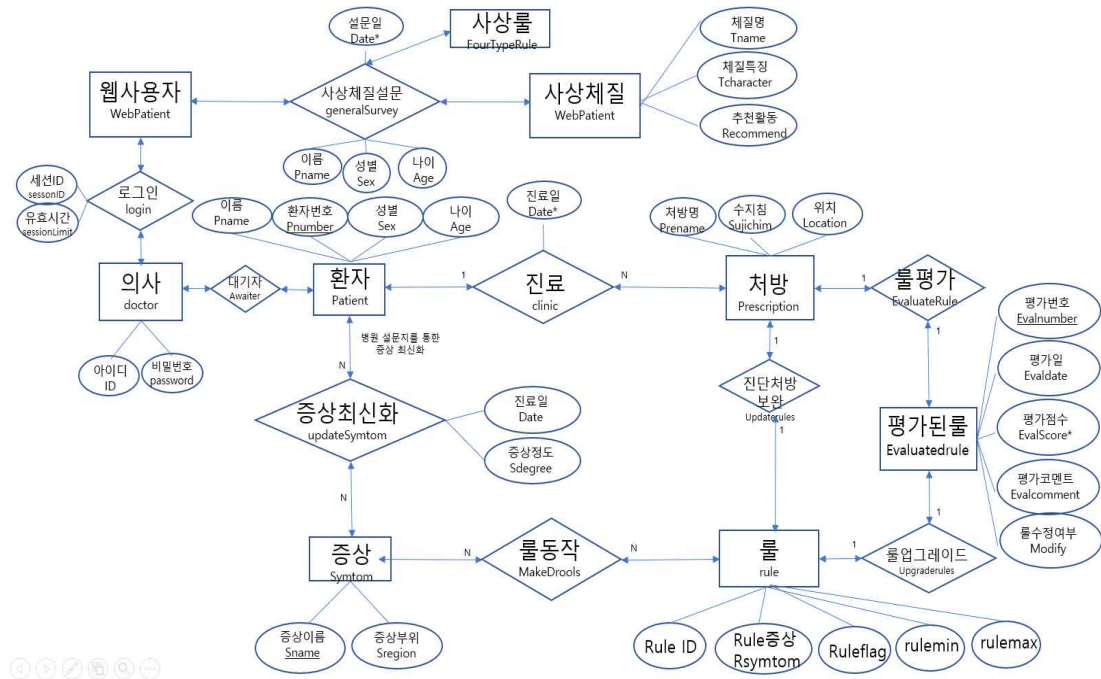 설문일
Date*
사상룰
FourTypeRule
체질명
Tname
웹사용자
WebPatient
사상체질설문
generalSurvey
사상체질
WebPatient
체질특징
Tcharacter
추천활동
Recommend
이름
Pname
성별
Sex
나이
Age
세션ID
sessonID
유효시간
sessionLimit
로그인
login
이름
Pname
환자번호
Pnumber
성별
Sex
나이
Age
진료일
Date*
처방명
Prename
수지침
Sujichim
위치
Location
의사
doctor
대기자
Awaiter
환자
Patient
1
진료
clinic
N
처방
Prescription
1
룰평가
EvaluateRule
1
평가번호
Evalnumber
평가일
Evaldate
평가점수
EvalScore*
평가코멘트
Evalcomment
룰수정여부
Modify
아이디
ID
비밀번호
password
병원 설문지를 통한
증상 최신화
N
1
진단처방
보완
Updaterules
1
평가된룰
Evaluatedrule
1
증상최신화
updateSymtom
진료일
Date
증상정도
Sdegree
N
증상
Symtom
N
룰동작
MakeDrools
N
룰
rule
1
룰업그레이드
Upgraderules
증상이름
Sname
증상부위
Sregion
Rule ID
Rule증상
Rsymtom
Ruleflag
rulemin
rulemax